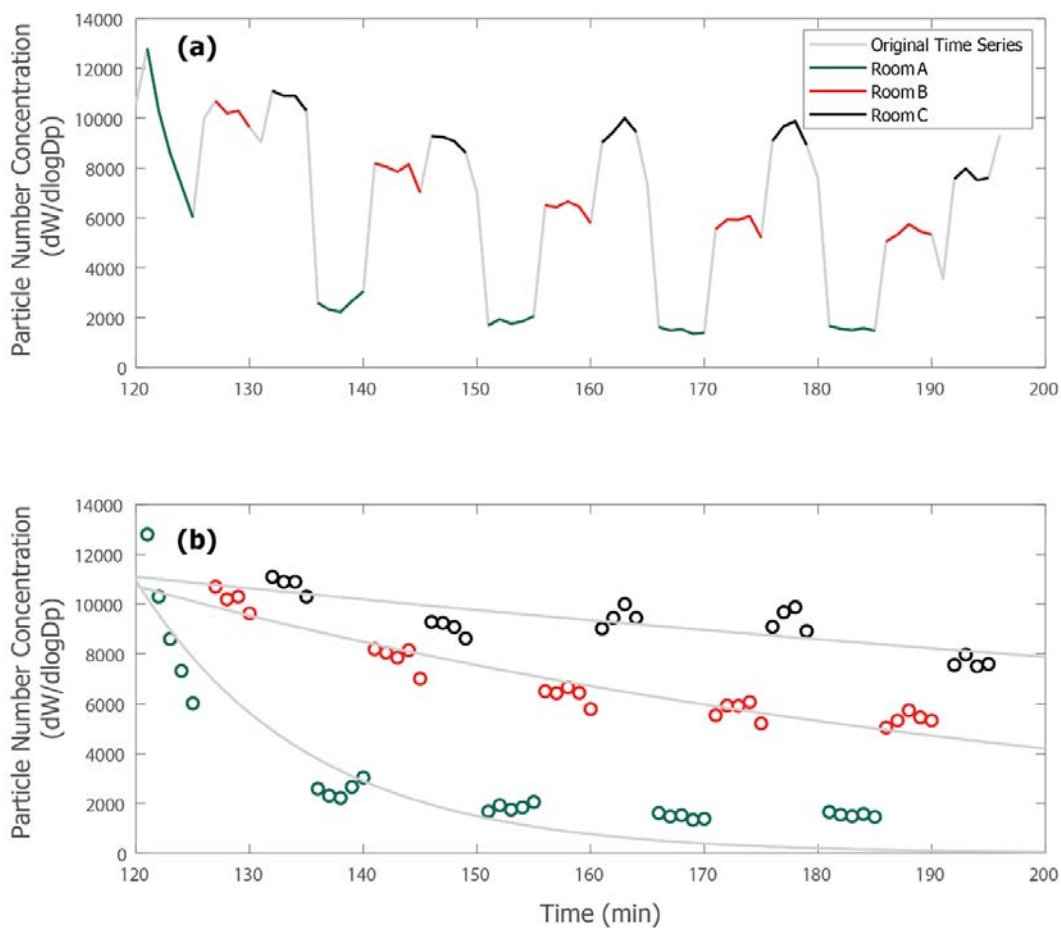 14000
12000
10000
8000
6000
4000
2000
0
Particle Number Concentration
(dW/dlogDp)
(a)
Original Time Series
Room A
Room B
Room C
120 130 140 150 160 170 180 190 200
14000
12000
10000
8000
6000
4000
2000
0
Particle Number Concentration
(dW/dlogDp)
(b)
120 130 140 150 160 170 180 190 200
Time (min)